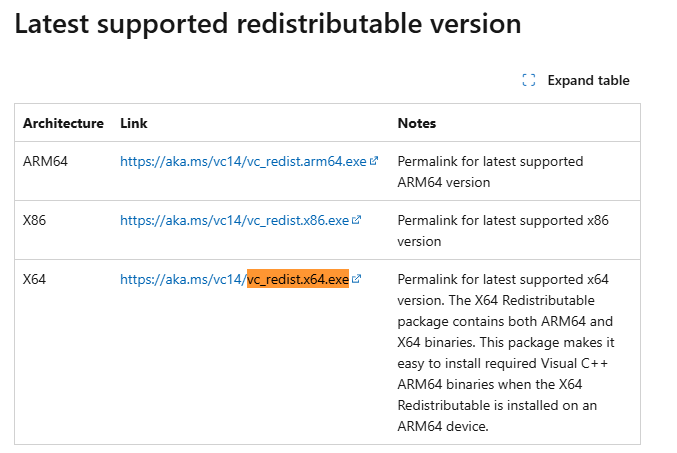 Latest supported redistributable version
Expand table
Architecture Link Notes
ARM64 https://aka.ms/vc14/vc_redist.arm64.exe Permalink for latest supported
ARM64 version
X86 https://aka.ms/vc14/vc_redist.x86.exe Permalink for latest supported x86
version
X64 https://aka.ms/vc14/vc_redist.x64.exe Permalink for latest supported x64
version. The X64 Redistributable
package contains both ARM64 and
X64 binaries. This package makes it
easy to install required Visual C++
ARM64 binaries when the X64
Redistributable is installed on an
ARM64 device.